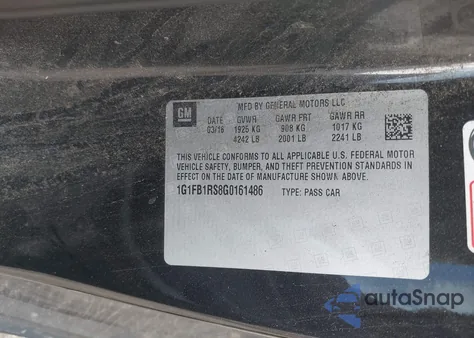 GM
MFD BY GENERAL MOTORS LLC
DATE GVWR GAWR FRT GAWR RR
03/16 1925 KG 908 KG 1017 KG
4242 LB 2001 LB 2241 LB
THIS VEHICLE CONFORMS TO ALL APPLICABLE U.S. FEDERAL MOTOR
VEHICLE SAFETY, BUMPER, AND THEFT PREVENTION STANDARDS IN
EFFECT ON THE DATE OF MANUFACTURE SHOWN ABOVE.
1G1FB1RS8G0161486 TYPE: PASS CAR
autaSnap